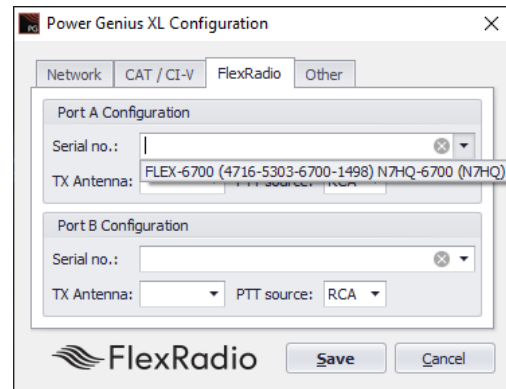 PG Power Genius XL Configuration
Network CAT / CI-V FlexRadio Other
Port A Configuration
Serial no.:
FLEX-6700 (4716-5303-6700-1498) N7HQ-6700 (N7HQ)
TX Antenna: PTT source: RCA
Port B Configuration
Serial no.:
TX Antenna: PTT source: RCA
FlexRadio Save Cancel